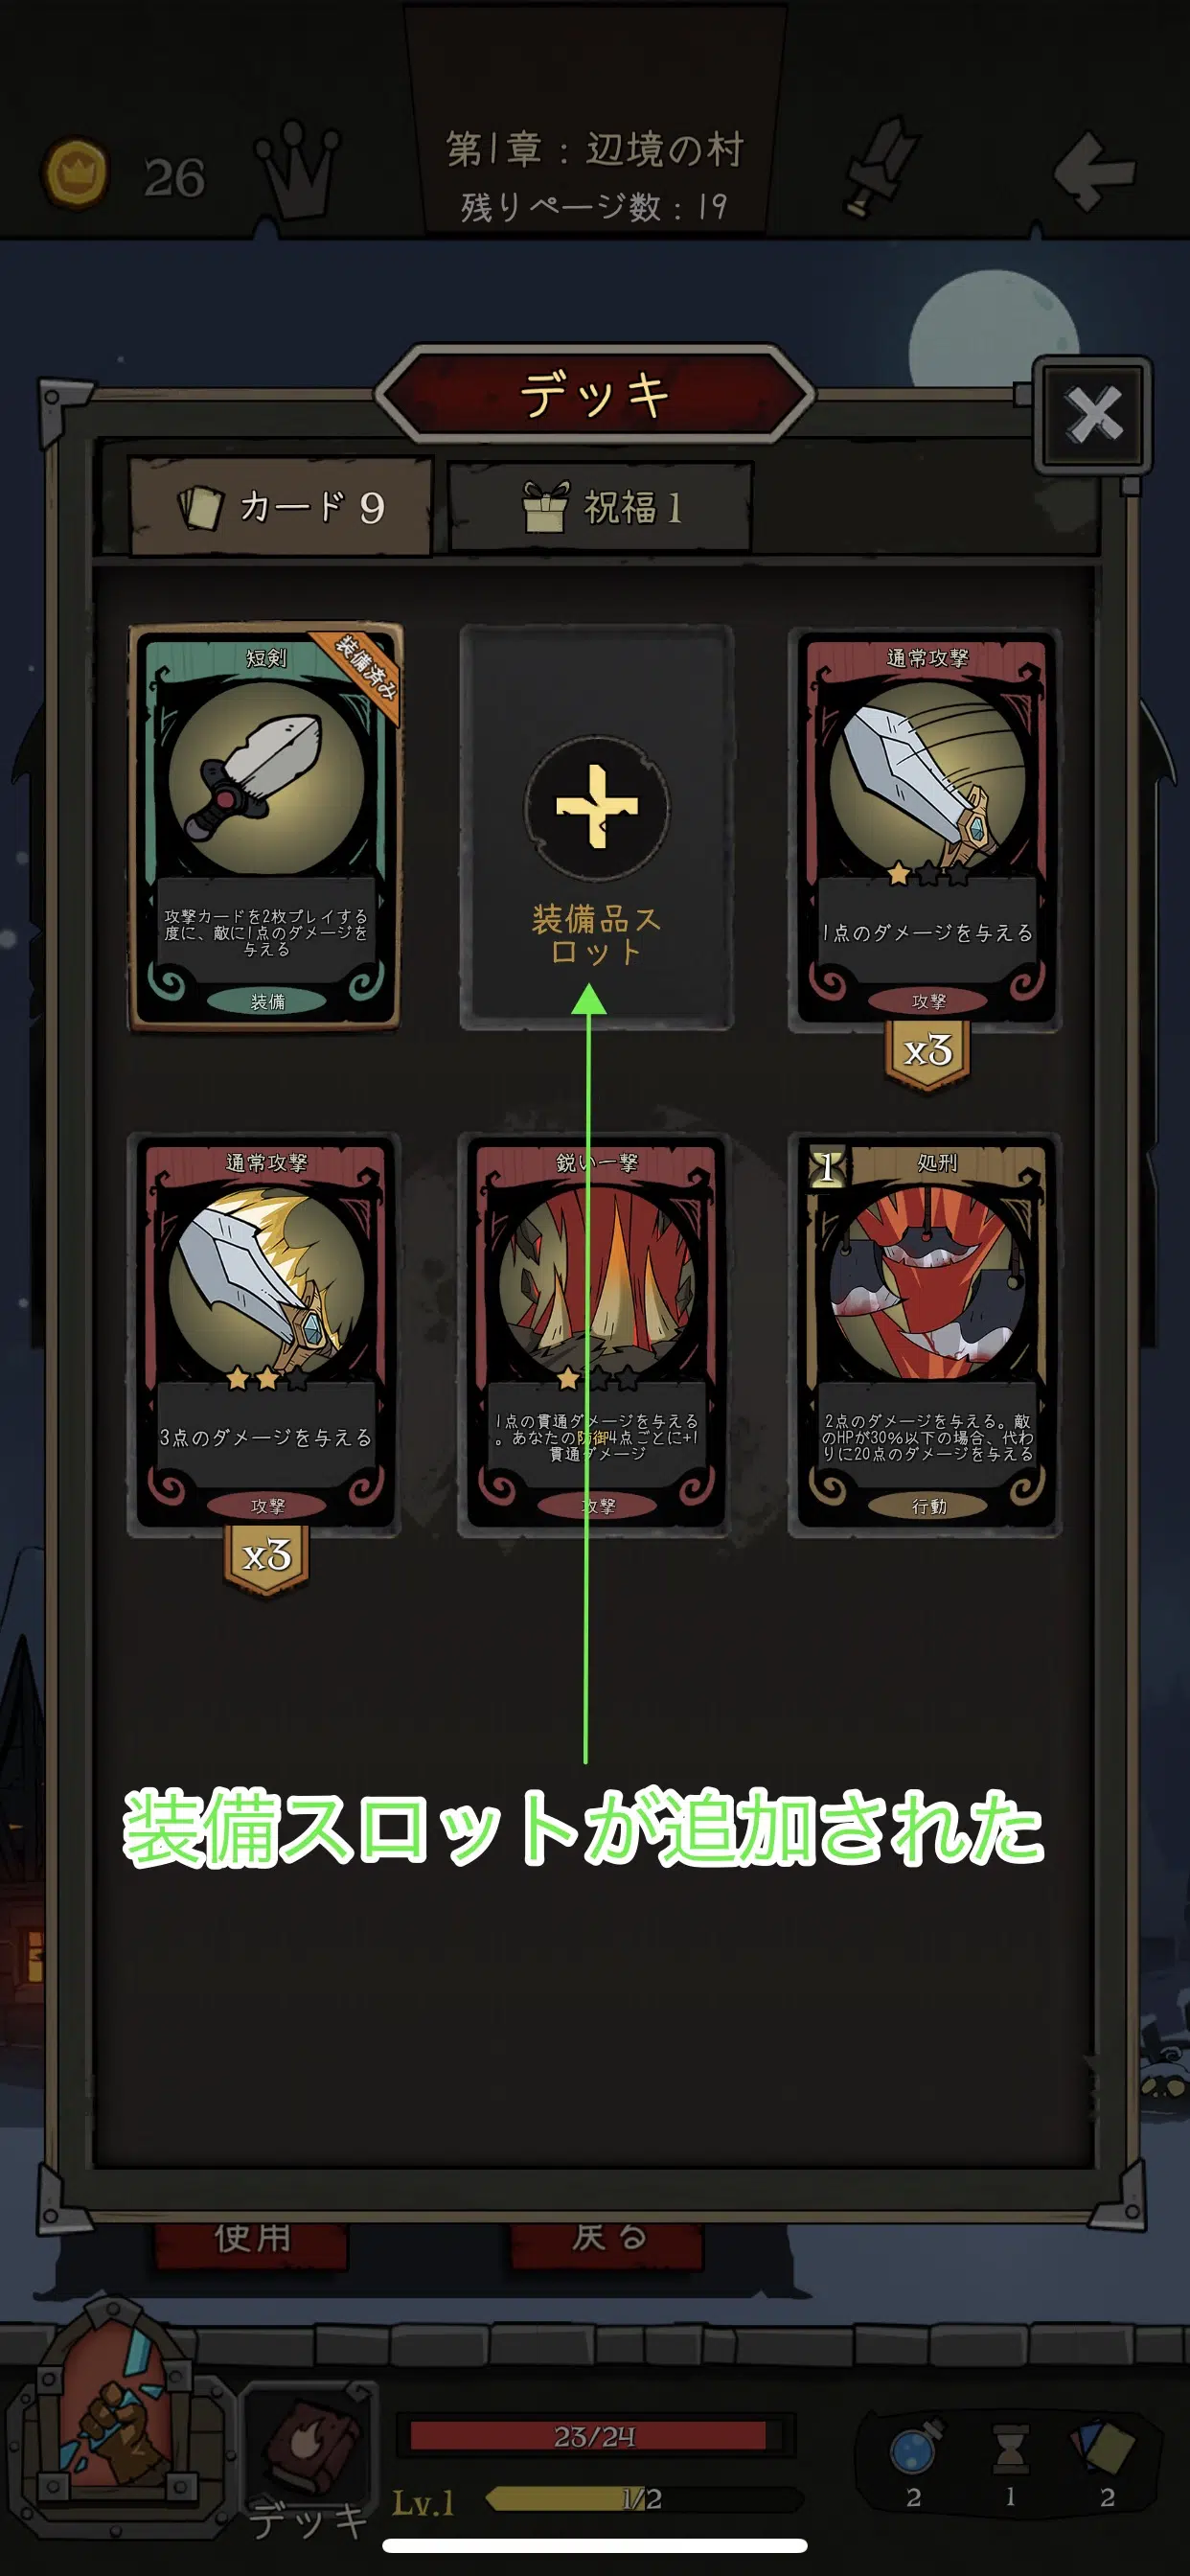 26
第1章：辺境の村
残りページ数：19
デッキ
カード 9
祝福 1
短剣
装備済み
攻撃カードを2枚プレイする
度に、敵に1点のダメージを
与える
装備
装備品ス
ロット
通常攻撃
1点のダメージを与える
攻撃
x3
通常攻撃
3点のダメージを与える
攻撃
x3
鋭い一撃
1点の貫通ダメージを与える
。あなたの防御4点ごとに+1
貫通ダメージ
攻撃
1
処刑
2点のダメージを与える。敵
のHPが30%以下の場合、代わ
りに20点のダメージを与える
行動
装備スロットが追加された
使用
戻る
デッキ
23/24
Lv.1
1/2
2
1
2